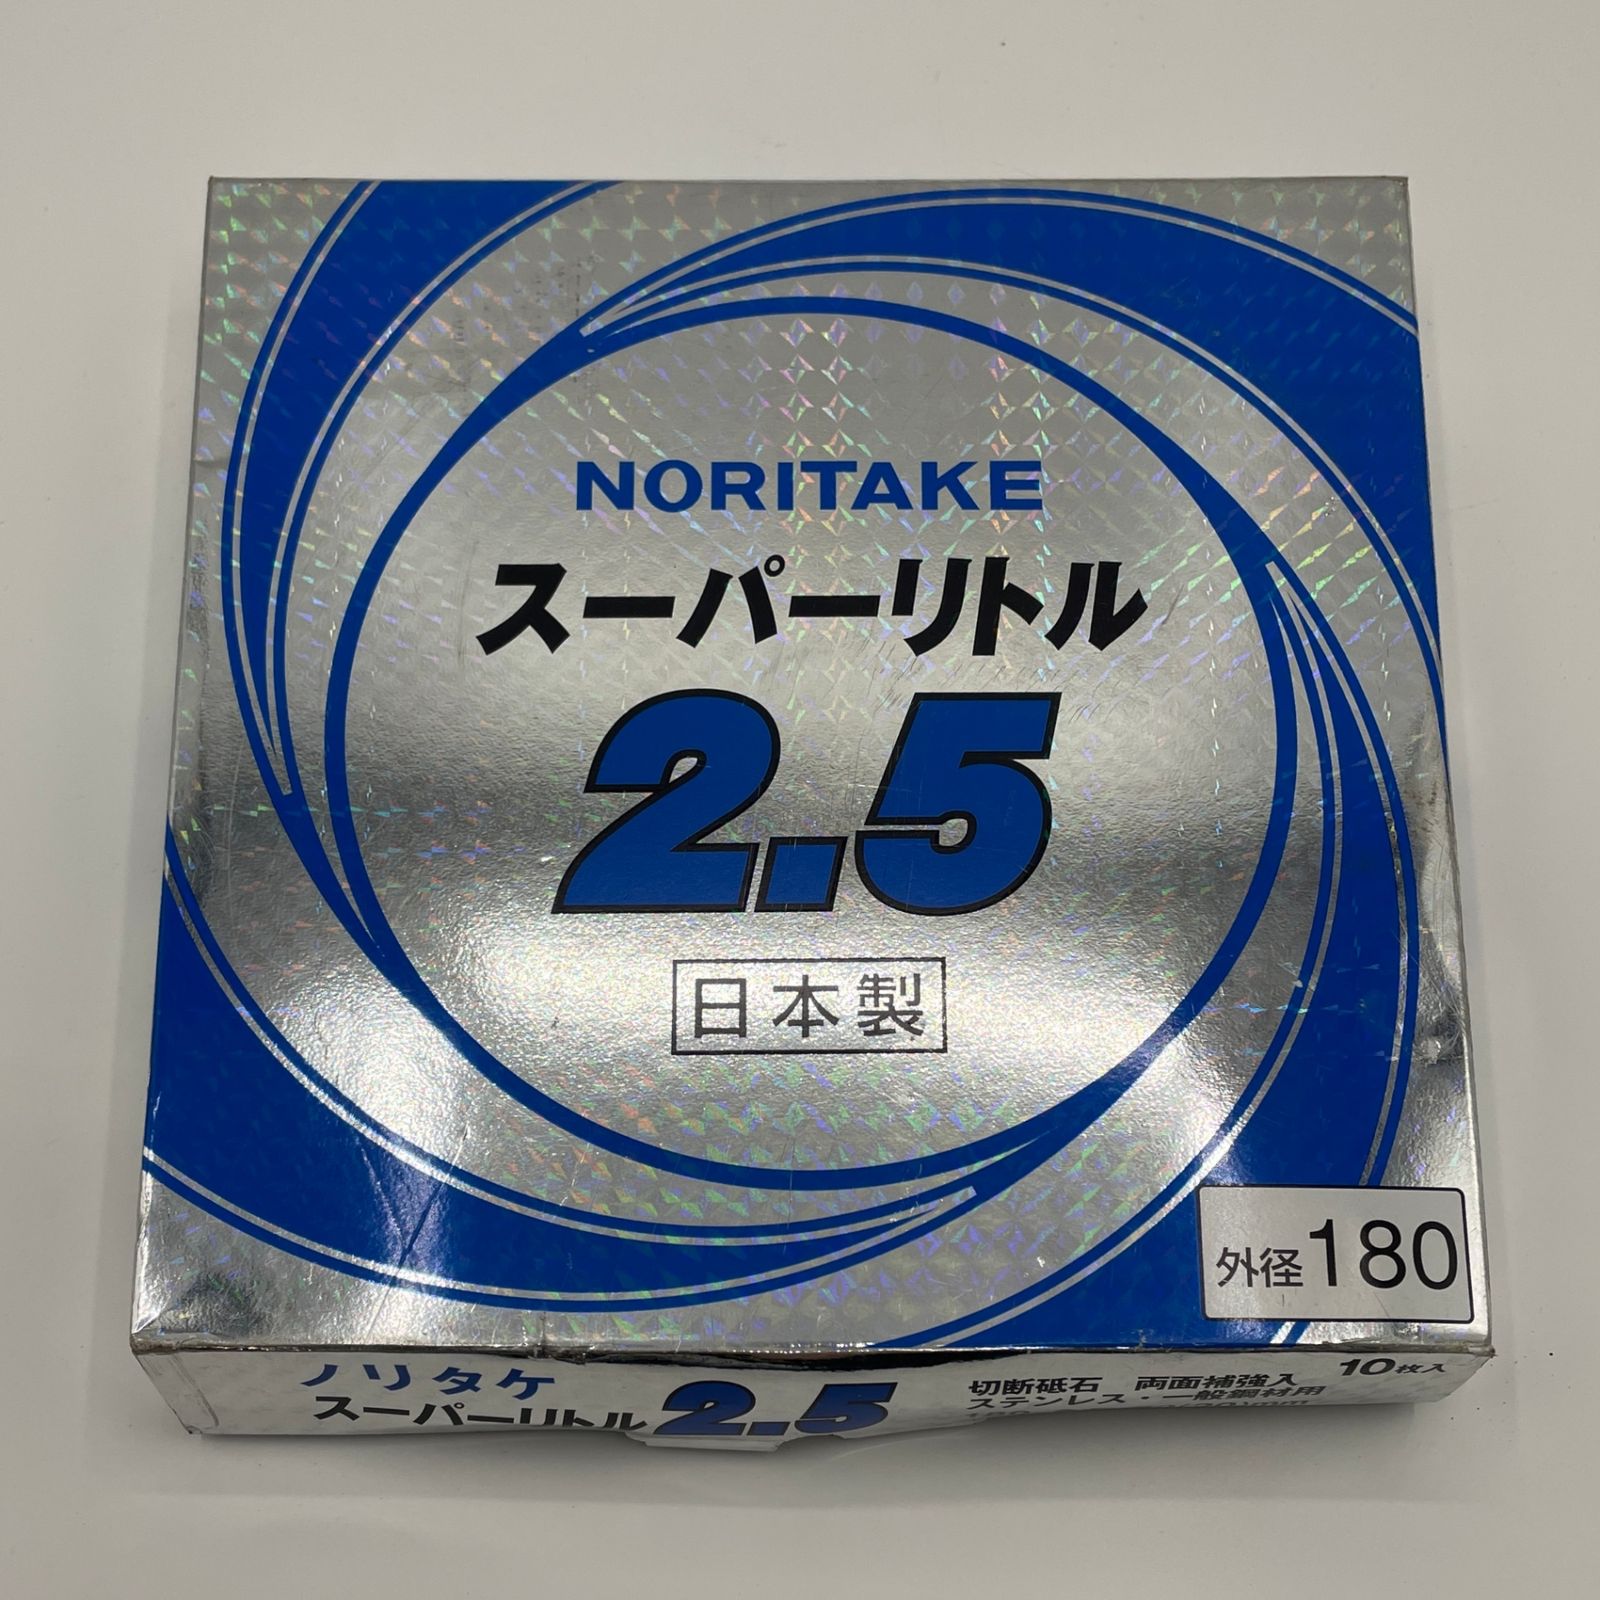 NORITAKE
スーパーリトル
2.5
日本製
外径180
ノリタケ
スーパーリトル 2.5
切断砥石 両面補強入
ステンレス・一般鋼材用
10枚入